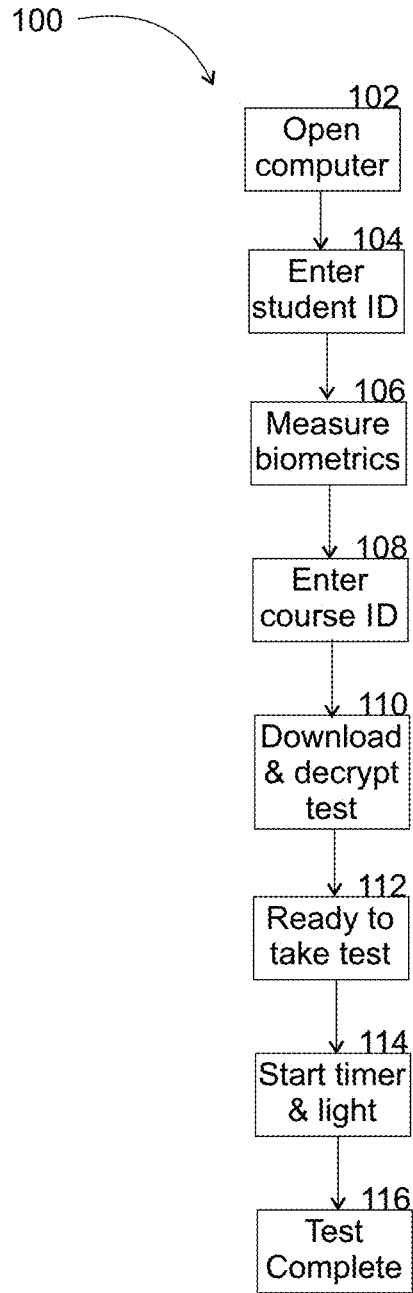 100
102
Open
computer
104
Enter
student ID
106
Measure
biometrics
108
Enter
course ID
110
Download
& decrypt
test
112
Ready to
take test
114
Start timer
& light
116
Test
Complete